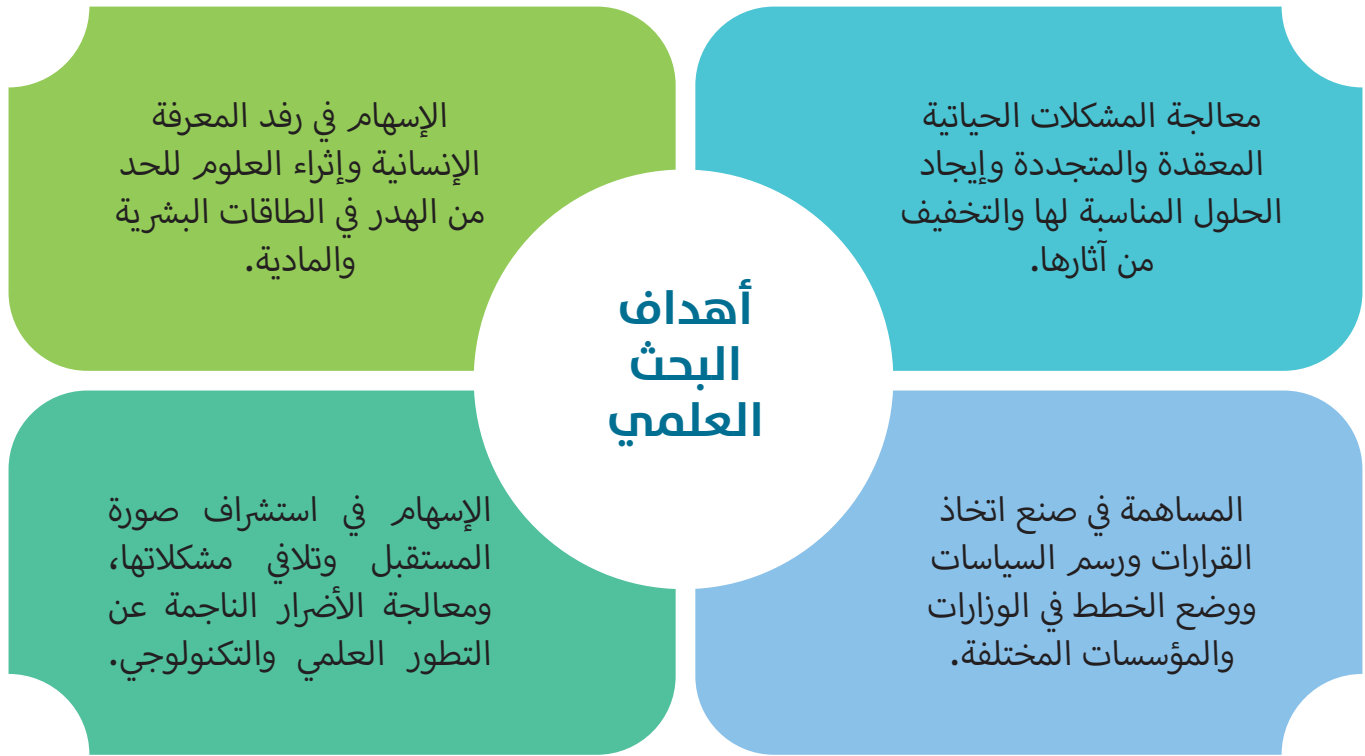 أهداف
البحث
العلمي
معالجة المشكلات الحياتية
المعقدة والمتجددة وإيجاد
الحلول المناسبة لها والتخفيف
من آثارها.
الإسهام في رفد المعرفة
الإنسانية وإثراء العلوم للحد
من الهدر في الطاقات البشرية
والمادية.
المساهمة في صنع اتخاذ
القرارات ورسم السياسات
ووضع الخطط في الوزارات
والمؤسسات المختلفة.
الإسهام في استشراف صورة
المستقبل وتلافي مشكلاتها،
ومعالجة الأضرار الناجمة عن
التطور العلمي والتكنولوجي.